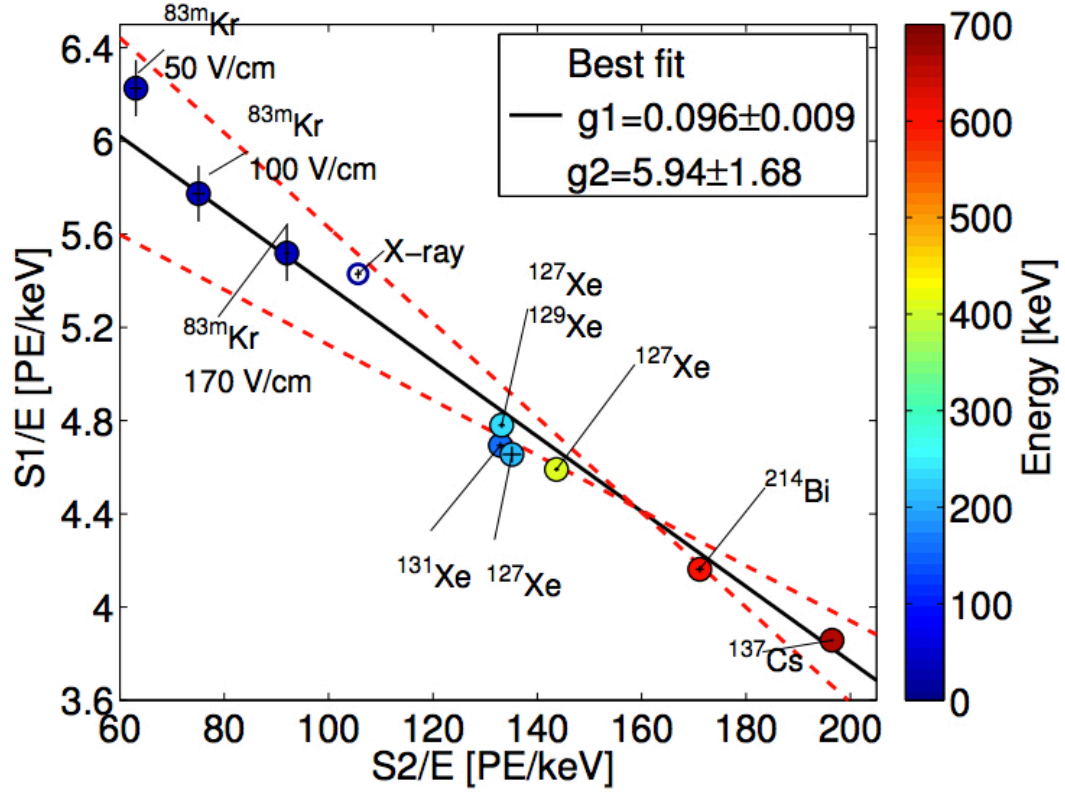 83mKr
50 V/cm
83mKr
100 V/cm
Best fit
g1=0.096±0.009
g2=5.94±1.68
X−ray
127Xe
129Xe
127Xe
83mKr
170 V/cm
214Bi
131Xe
127Xe
137Cs
6.4
6
5.6
5.2
4.8
4.4
4
3.6
S1/E [PE/keV]
60 80 100 120 140 160 180 200
S2/E [PE/keV]
700
600
500
400
300
200
100
0
Energy [keV]